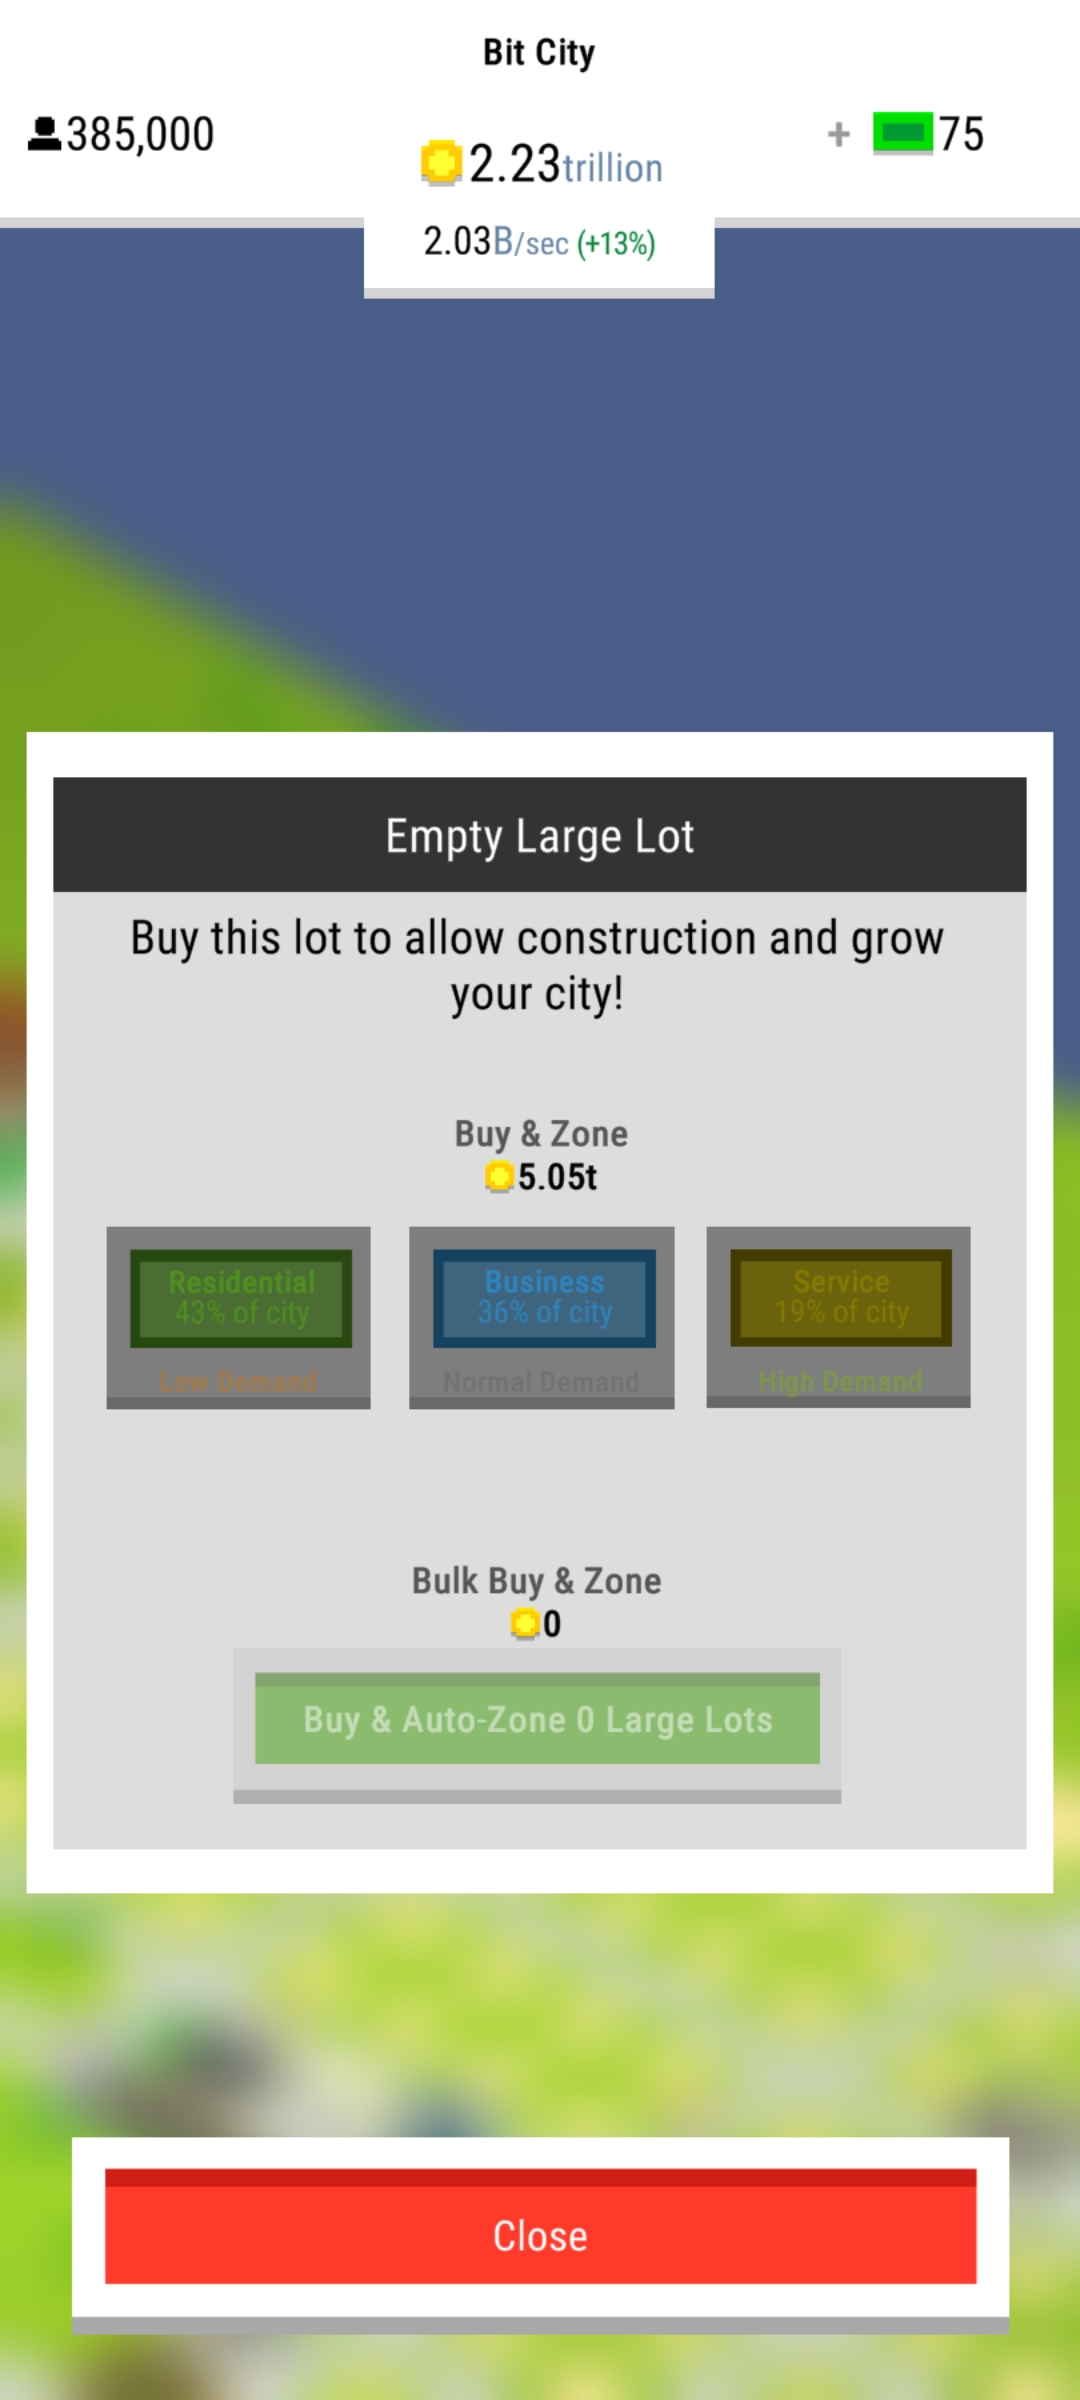 Bit City
385,000
2.23trillion
+ 75
2.03B/sec (+13%)
Empty Large Lot
Buy this lot to allow construction and grow
your city!
Buy & Zone
5.05t
Residential
43% of city
Low Demand
Business
36% of city
Normal Demand
Service
19% of city
High Demand
Bulk Buy & Zone
0
Buy & Auto-Zone 0 Large Lots
Close